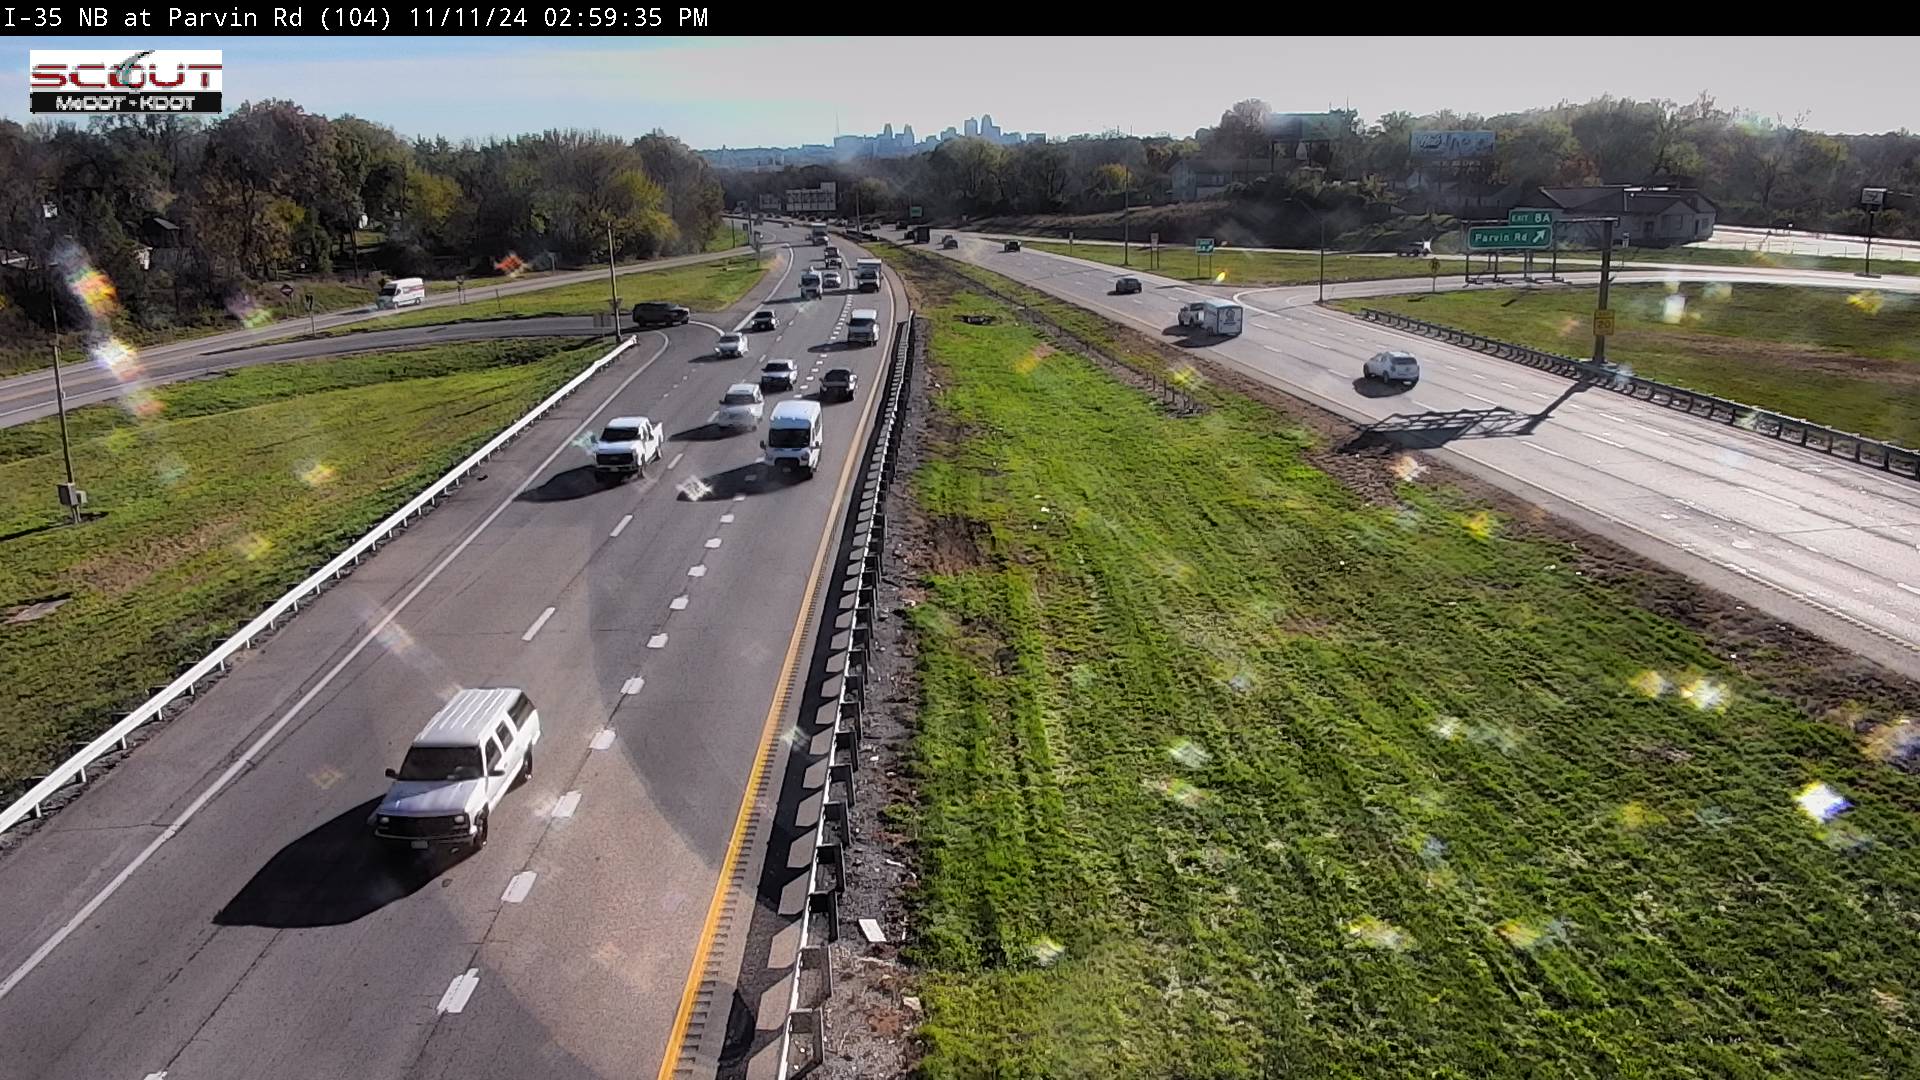 I-35 NB at Parvin Rd (104) 11/11/24 02:59:35 PM
SCOUT
MoDOT - KDOT
EXIT 8A
Parvin Rd